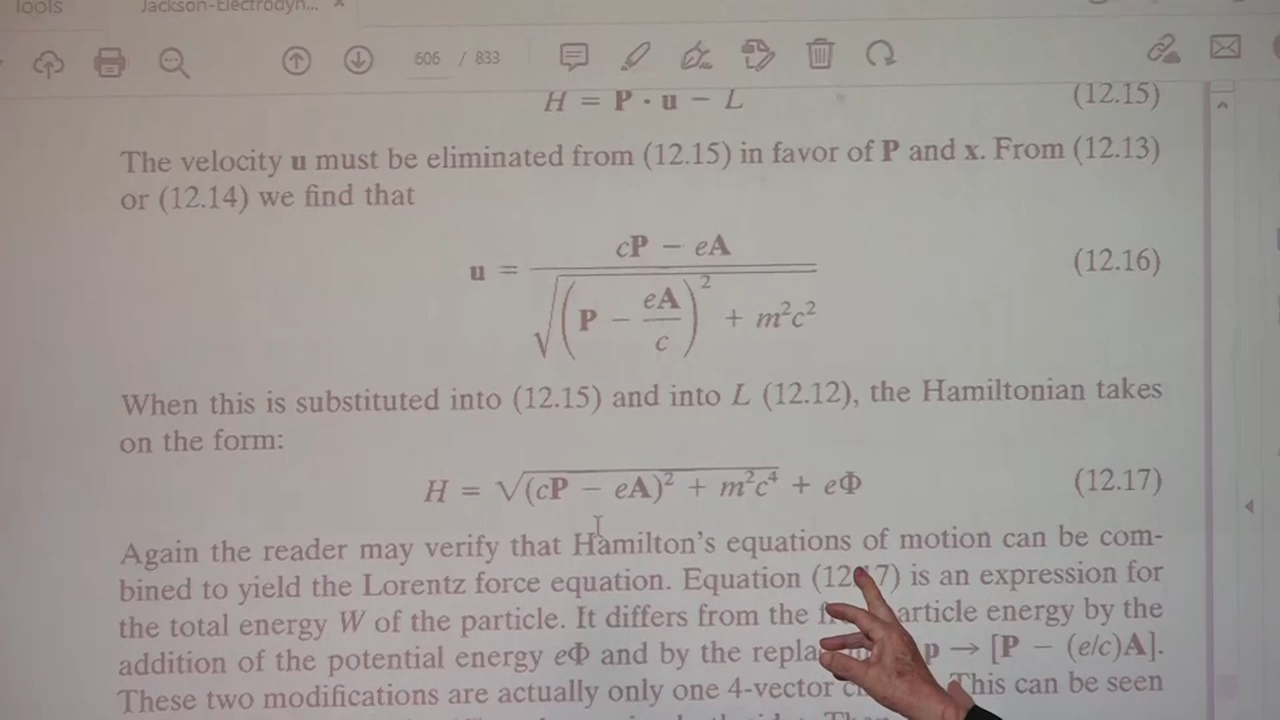 Tools Jackson-Electrodyn...
606 / 833
H = P · u − L (12.15)
The velocity u must be eliminated from (12.15) in favor of P and x. From (12.13)
or (12.14) we find that
u = (cP − eA) / √((P − eA/c)² + m²c²) (12.16)
When this is substituted into (12.15) and into L (12.12), the Hamiltonian takes
on the form:
H = √((cP − eA)² + m²c⁴) + eΦ (12.17)
Again the reader may verify that Hamilton's equations of motion can be com-
bined to yield the Lorentz force equation. Equation (12.17) is an expression for
the total energy W of the particle. It differs from the particle energy by the
addition of the potential energy eΦ and by the p → [P − (e/c)A].
These two modifications are actually only one 4-vector This can be seen